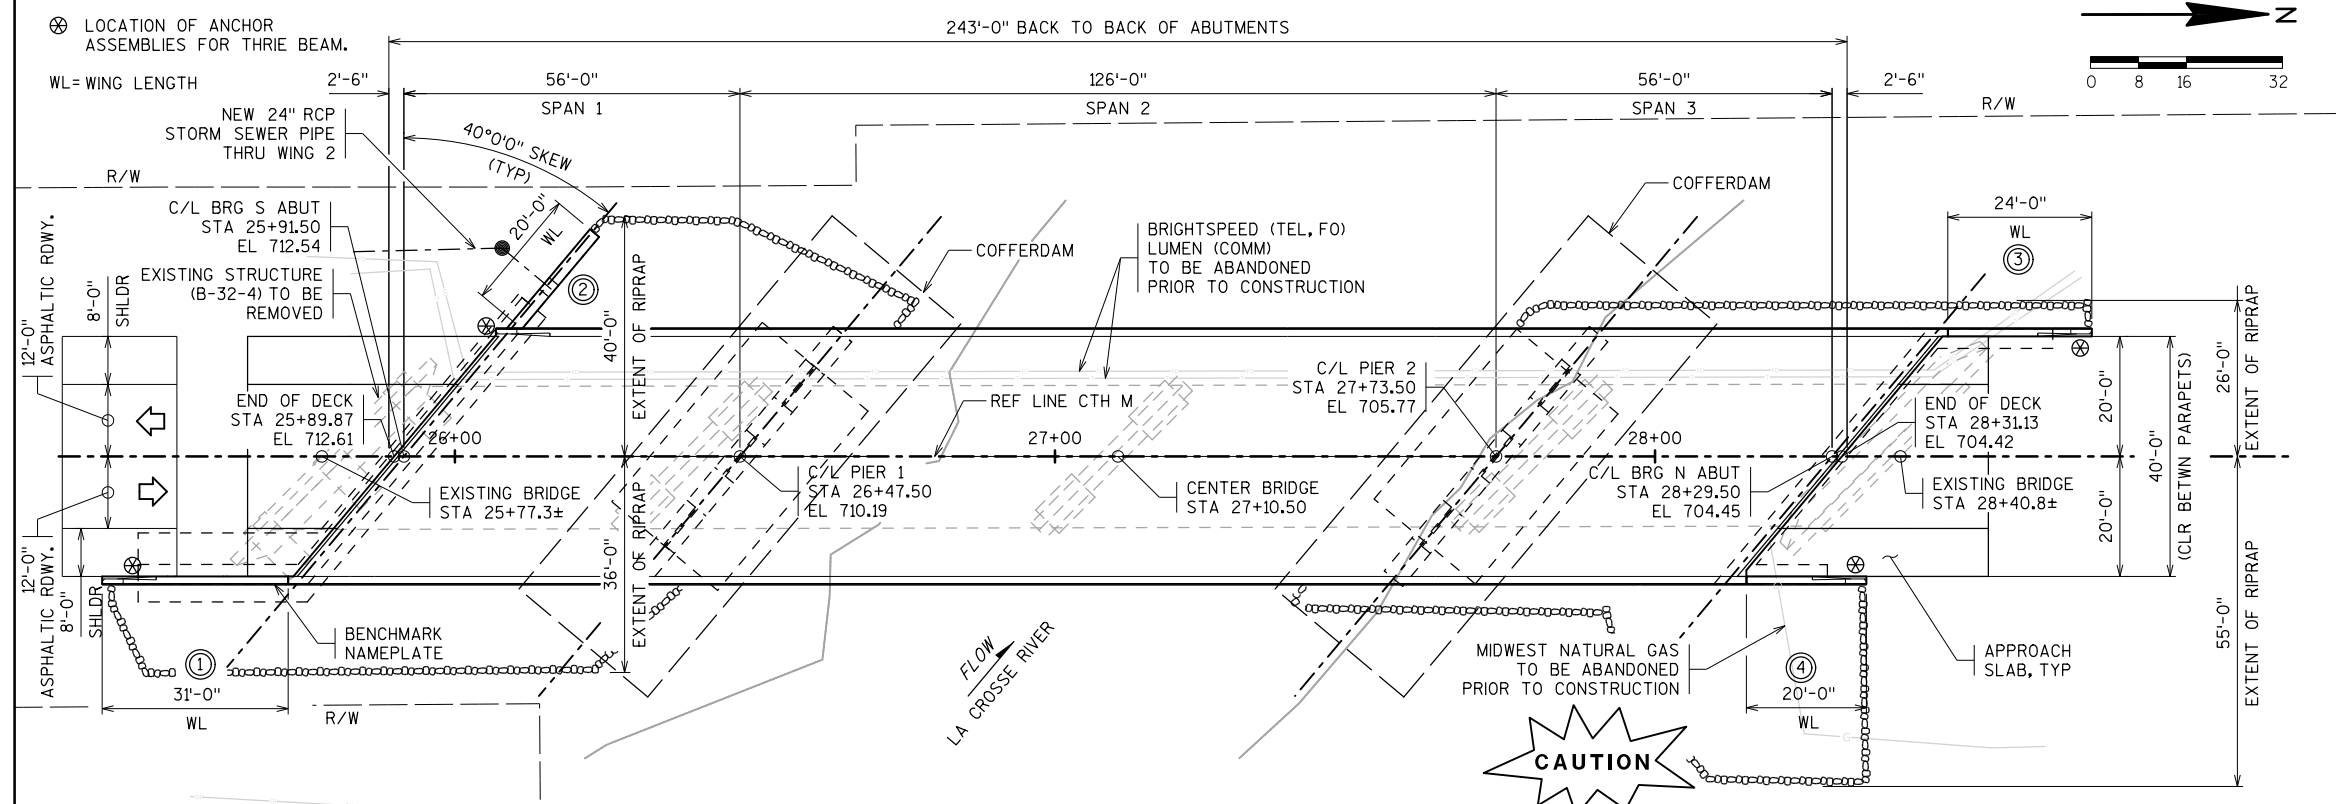 LOCATION OF ANCHOR
ASSEMBLIES FOR THRIE BEAM.
WL= WING LENGTH
243'-0" BACK TO BACK OF ABUTMENTS
N
0 8 16 32
2'-6"
56'-0"
SPAN 1
126'-0"
SPAN 2
56'-0"
SPAN 3
2'-6"
R/W
NEW 24" RCP
STORM SEWER PIPE
THRU WING 2
40°0'0" SKEW
(TYP)
R/W
20'-0"
WL
2
C/L BRG S ABUT
STA 25+91.50
EL 712.54
EXISTING STRUCTURE
(B-32-4) TO BE
REMOVED
COFFERDAM
BRIGHTSPEED (TEL, FO)
LUMEN (COMM)
TO BE ABANDONED
PRIOR TO CONSTRUCTION
COFFERDAM
24'-0"
WL
3
12'-0"
ASPHALTIC RDWY.
8'-0"
SHLDR
40'-0"
EXTENT OF RIPRAP
26'-0"
EXTENT OF RIPRAP
END OF DECK
STA 25+89.87
EL 712.61
26+00
REF LINE CTH M
27+00
C/L PIER 2
STA 27+73.50
EL 705.77
28+00
END OF DECK
STA 28+31.13
EL 704.42
20'-0"
20'-0"
40'-0"
(CLR BETWN PARAPETS)
EXISTING BRIDGE
STA 25+77.3±
C/L PIER 1
STA 26+47.50
EL 710.19
CENTER BRIDGE
STA 27+10.50
C/L BRG N ABUT
STA 28+29.50
EL 704.45
EXISTING BRIDGE
STA 28+40.8±
12'-0"
ASPHALTIC RDWY.
8'-0"
SHLDR
36'-0"
EXTENT OF RIPRAP
55'-0"
EXTENT OF RIPRAP
BENCHMARK
NAMEPLATE
1
31'-0"
WL
R/W
FLOW
LA CROSSE RIVER
MIDWEST NATURAL GAS
TO BE ABANDONED
PRIOR TO CONSTRUCTION
4
20'-0"
WL
APPROACH
SLAB, TYP
G
CAUTION